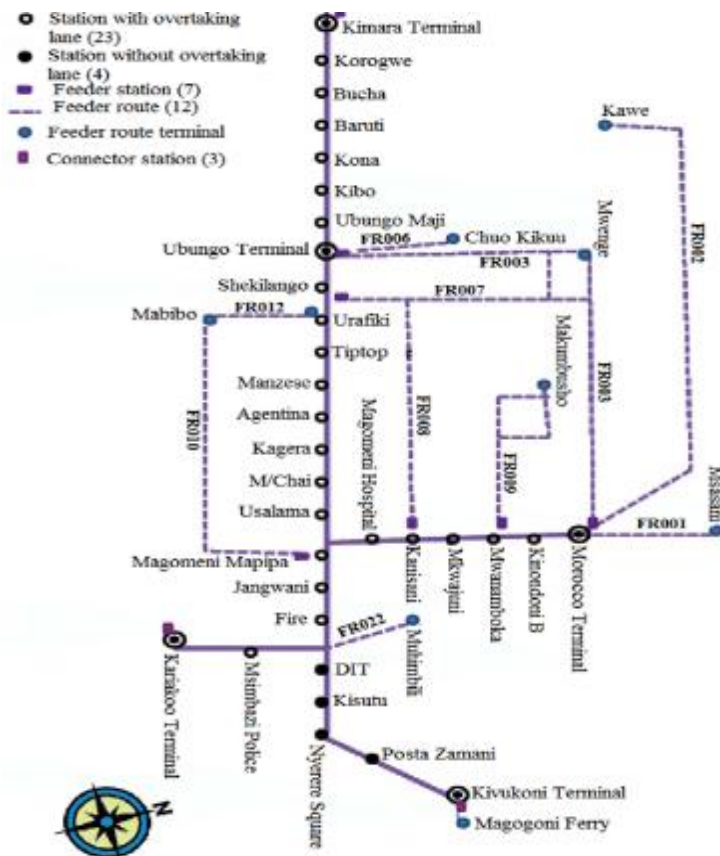 Station with overtaking
lane (23)
Station without overtaking
lane (4)
Feeder station (7)
Feeder route (12)
Feeder route terminal
Connector station (3)
Kimara Terminal
Korogwe
Bucha
Baruti
Kona
Kibo
Ubungo Maji
Ubungo Terminal
FR006
Chuo Kikuu
Mwenge
Kawe
FR002
FR003
Shekilango
FR007
Mabibo
FR012
Urafiki
Tiptop
Makumbusho
FR003
Manzese
Agentina
FR008
Kagera
FR010
FR009
M/Chai
Usalama
Magomeni Hospital
Msasani
FR001
Magomeni Mapipa
Kanisani
Mkwajuni
Mwanamboka
Kinondoni B
Morocco Terminal
Jangwani
Fire
FR022
Muhimbili
Kariakoo Terminal
Msimbazi Police
DIT
Kisutu
Nyerere Square
Posta Zamani
Kivukoni Terminal
Magogoni Ferry
N